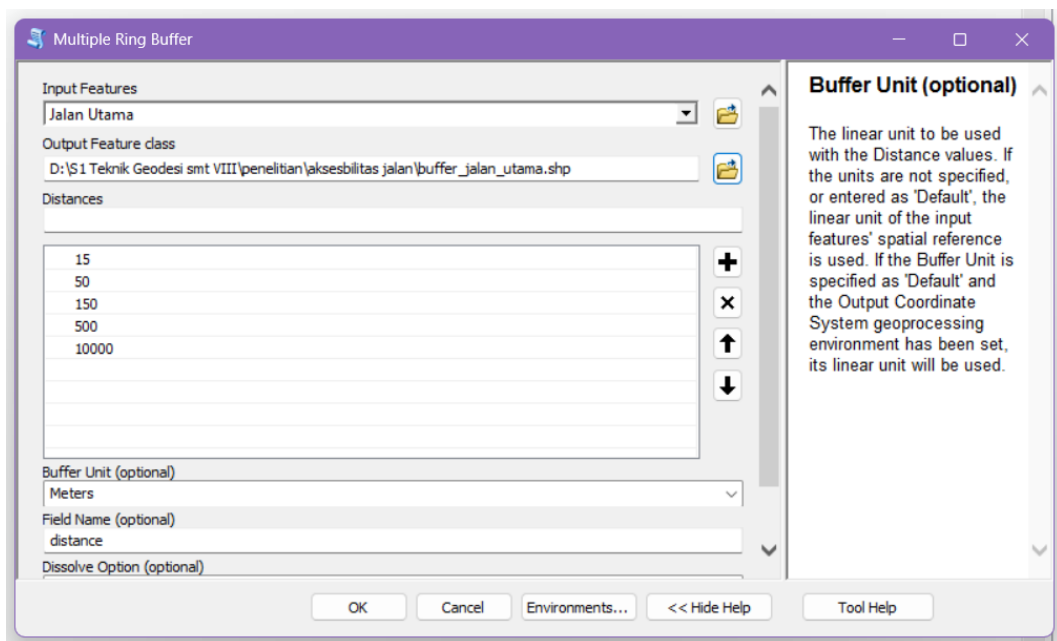 Multiple Ring Buffer
Input Features
Jalan Utama
Output Feature class
D:\S1 Teknik Geodesi smt VIII\penelitian\aksesbilitas jalan\buffer_jalan_utama.shp
Distances
15
50
150
500
10000
Buffer Unit (optional)
Meters
Field Name (optional)
distance
Dissolve Option (optional)
OK
Cancel
Environments...
<< Hide Help
Buffer Unit (optional)
The linear unit to be used
with the Distance values. If
the units are not specified,
or entered as 'Default', the
linear unit of the input
features' spatial reference
is used. If the Buffer Unit is
specified as 'Default' and
the Output Coordinate
System geoprocessing
environment has been set,
its linear unit will be used.
Tool Help